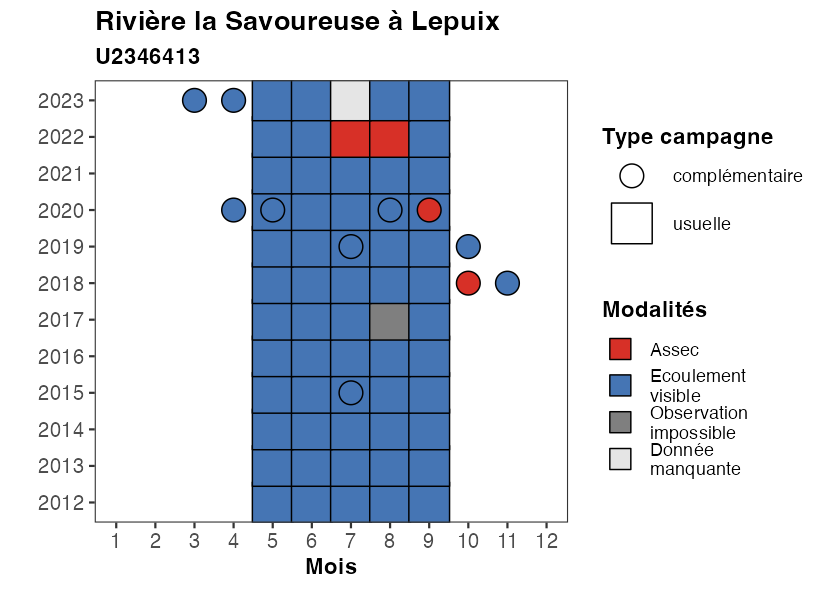 Rivière la Savoureuse à Lepuix
U2346413
2023
2022
2021
2020
2019
2018
2017
2016
2015
2014
2013
2012
1 2 3 4 5 6 7 8 9 10 11 12
Mois
Type campagne
complémentaire
usuelle
Modalités
Assec
Ecoulement
visible
Observation
impossible
Donnée
manquante